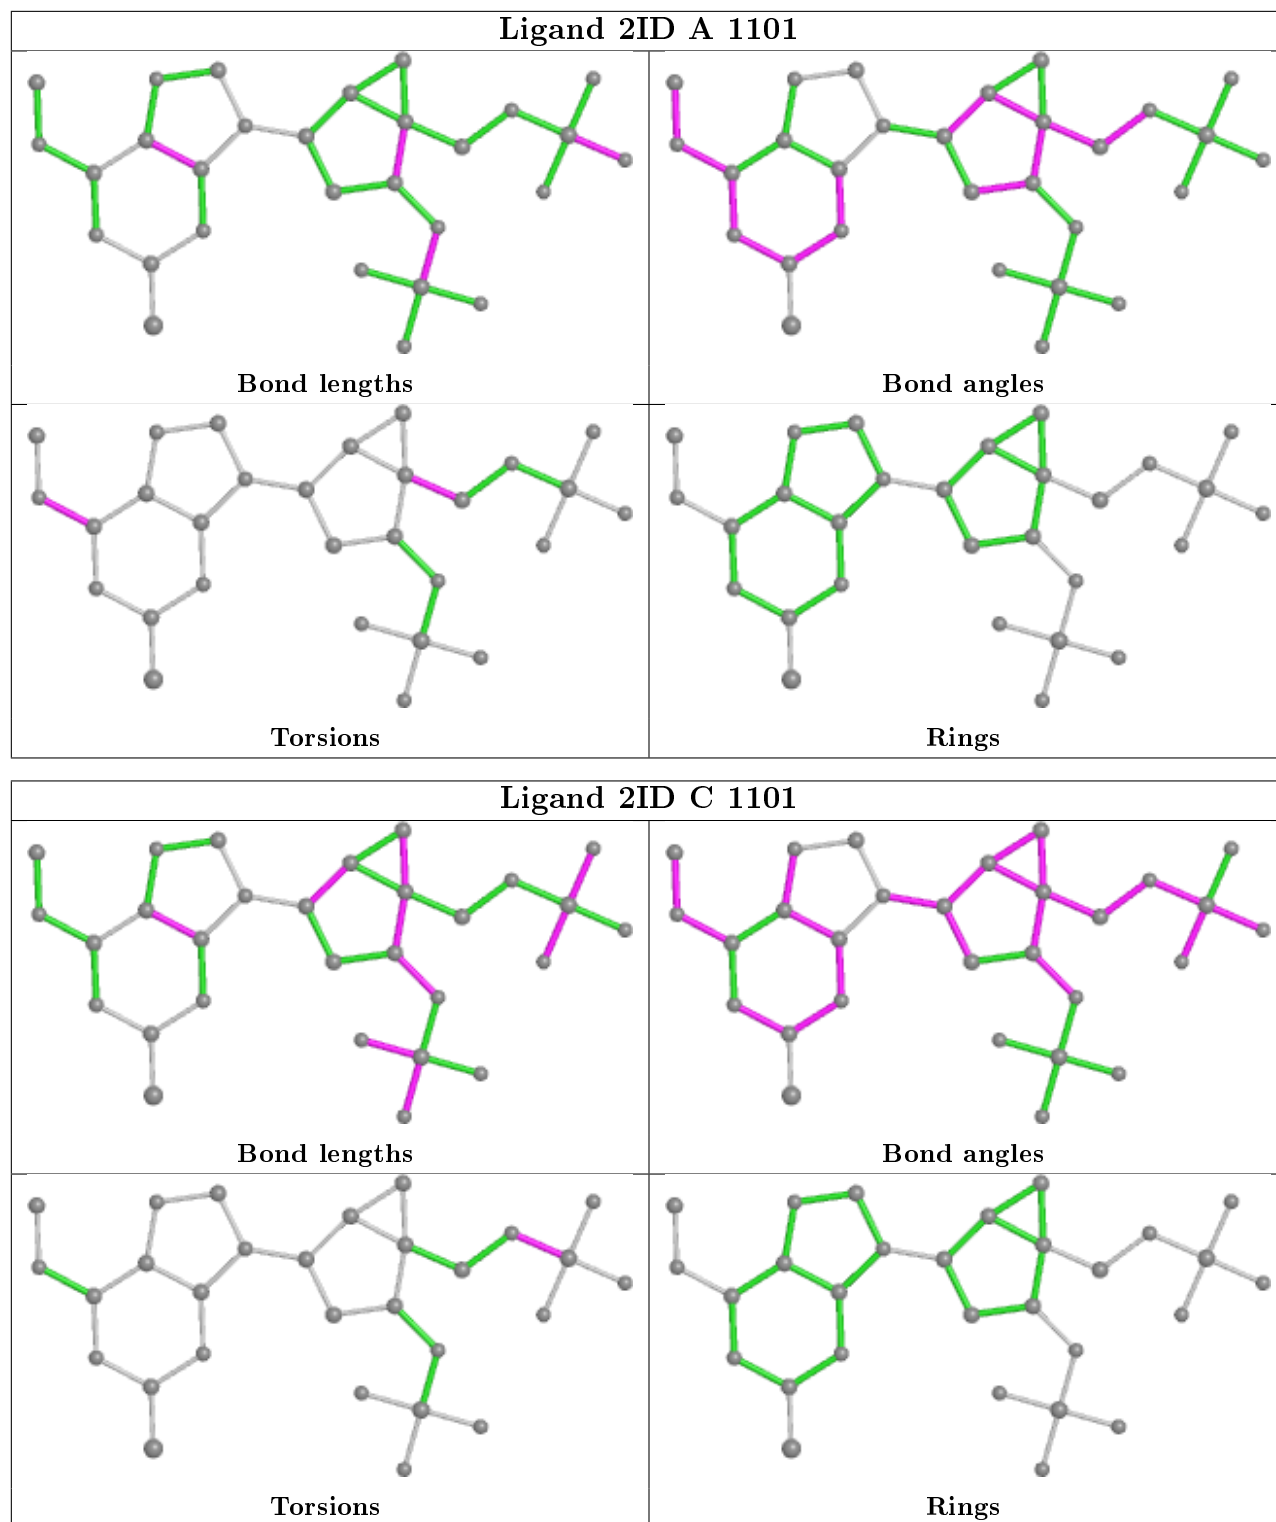 Ligand 2ID A 1101
Bond lengths
Bond angles
Torsions
Rings
Ligand 2ID C 1101
Bond lengths
Bond angles
Torsions
Rings